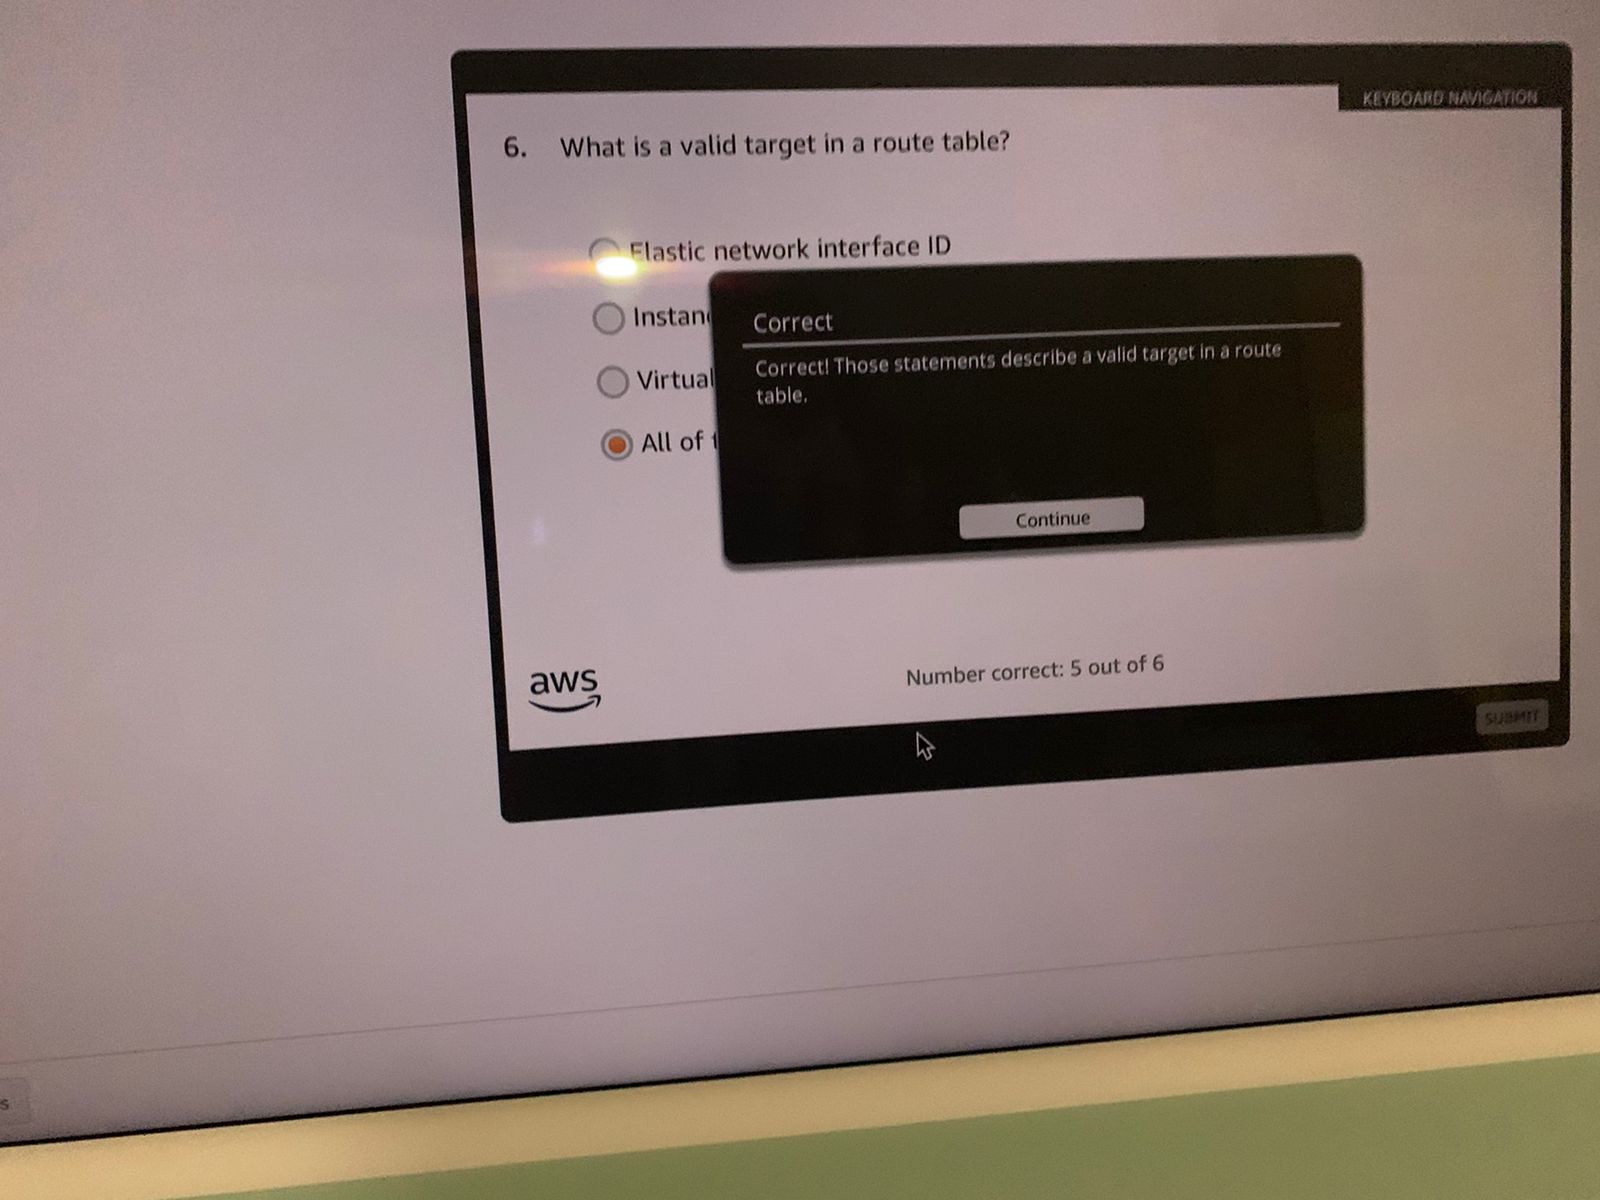 KEYBOARD NAVIGATION
6. What is a valid target in a route table?
Elastic network interface ID
Instan
Virtual
All of
Correct
Correct! Those statements describe a valid target in a route
table.
Continue
Number correct: 5 out of 6
aws
SUBMIT
s